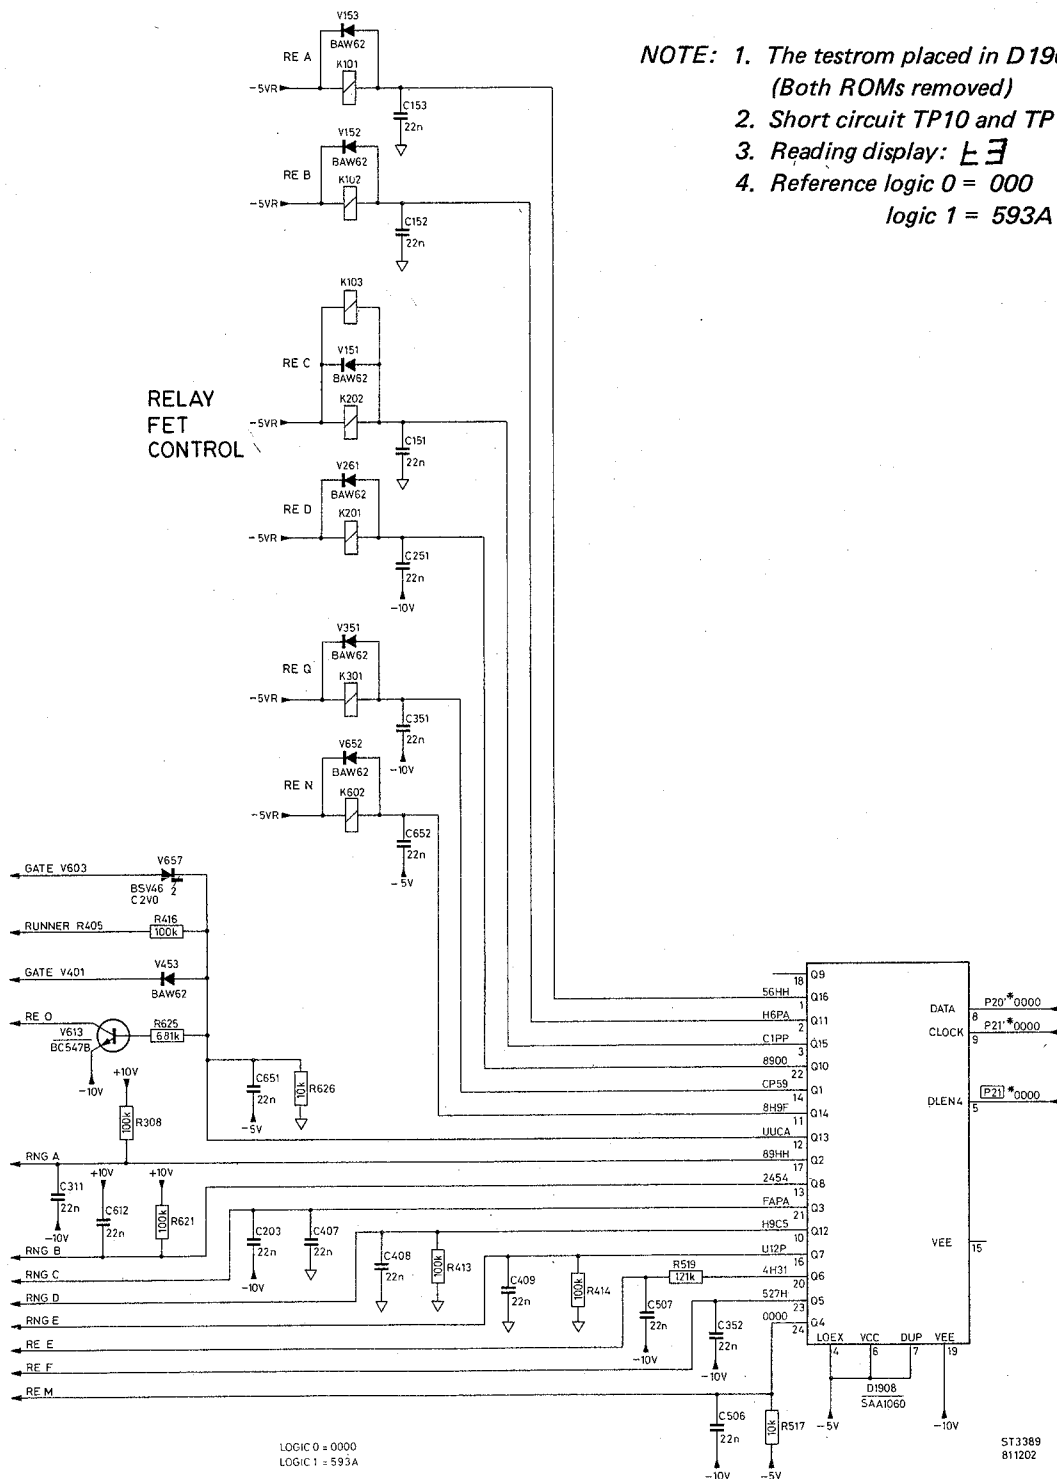 NOTE: 1. The testrom placed in D190
(Both ROMs removed)
2. Short circuit TP10 and TP
3. Reading display:
4. Reference logic 0 = 000
logic 1 = 593A
V153
BAW62
RE A
K101
-5VR
C153
22n
V152
BAW62
RE B
K102
-5VR
C152
22n
K103
RE C
V151
BAW62
RELAY
FET
CONTROL
K202
-5VR
C151
22n
V261
BAW62
RE D
K201
-5VR
C251
22n
-10V
V351
BAW62
RE Q
K301
-5VR
C351
22n
-10V
V652
BAW62
RE N
K602
-5VR
C652
22n
-5V
GATE V603
V657
BSV46 2
C2V0
RUNNER R405
R416
100k
GATE V401
V453
BAW62
RE O
V613
BC547B
R625
681k
-10V
+10V
C651
22n
-5V
10k
R626
100k
R308
RNG A
C311
22n
-10V
+10V
C612
22n
+10V
100k
R621
RNG B
C203
22n
-10V
C407
22n
RNG C
C408
22n
100k
R413
RNG D
C409
22n
100k
R414
RNG E
R519
121k
C507
22n
-10V
RE E
C352
22n
-10V
RE F
RE M
C506
22n
-10V
10k
R517
-5V
18 Q9
56HH 1 Q16
H6PA 2 Q11
C1PP 3 Q15
8900 22 Q10
CP59 14 Q1
8H9F 11 Q14
UUCA 12 Q13
89HH 17 Q2
2454 13 Q8
FAPA 21 Q3
H9C5 10 Q12
U12P 16 Q7
4H31 20 Q6
527H 23 Q5
0000 24 Q4
DATA 8 P20'*0000
CLOCK 9 P21'*0000
DLEN4 5 P21 *0000
VEE 15
LOEX VCC DUP VEE
4 6 7 19
D1908
SAA1060
-5V -10V
LOGIC 0 = 0000
LOGIC 1 = 593A
ST3389
811202